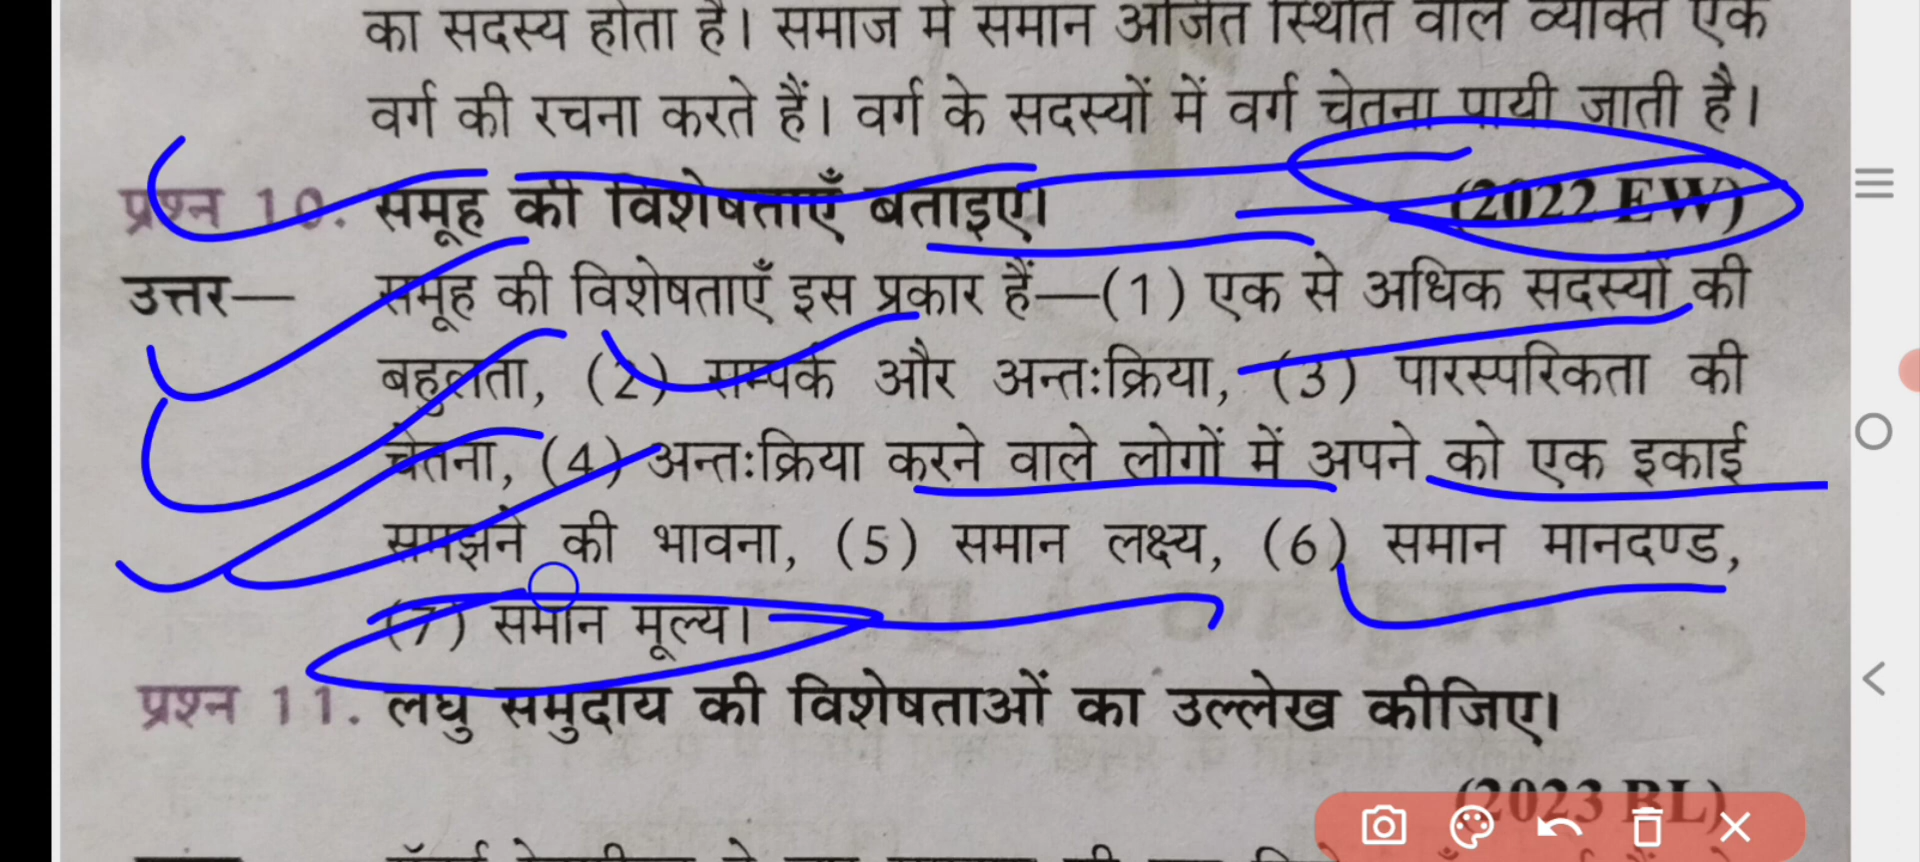 का सदस्य होता है। समाज में समान अर्जित स्थिति वाले व्यक्ति एक
वर्ग की रचना करते हैं। वर्ग के सदस्यों में वर्ग चेतना पायी जाती है।
प्रश्न 10. समूह की विशेषताएँ बताइए। (2022 EW)
उत्तर— समूह की विशेषताएँ इस प्रकार हैं—(1) एक से अधिक सदस्यों की
बहुलता, (2) सम्पर्क और अन्तःक्रिया, (3) पारस्परिकता की
चेतना, (4) अन्तःक्रिया करने वाले लोगों में अपने को एक इकाई
समझने की भावना, (5) समान लक्ष्य, (6) समान मानदण्ड,
(7) समान मूल्य।
प्रश्न 11. लघु समुदाय की विशेषताओं का उल्लेख कीजिए।
(2023 BL)